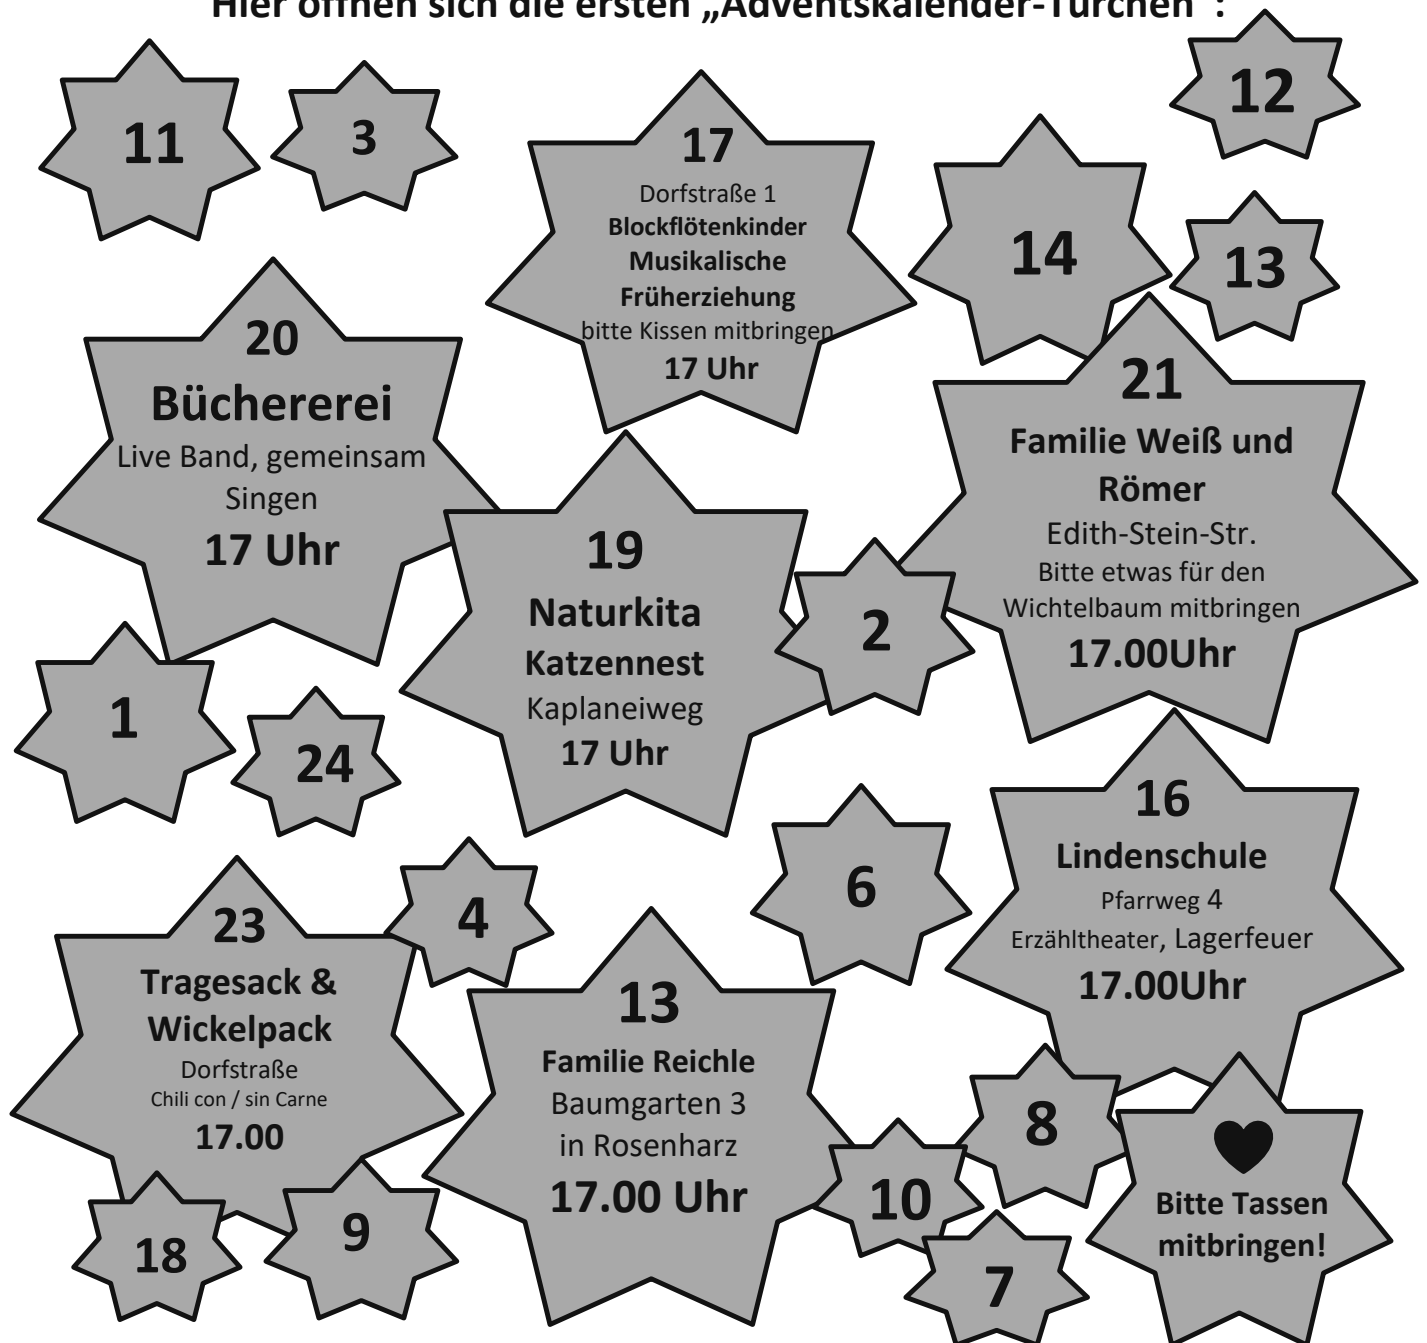 Hier öffnen sich die ersten „Adventskalender-Türchen“:
11
3
12
17
Dorfstraße 1
Blockflötenkinder
Musikalische
Früherziehung
bitte Kissen mitbringen
17 Uhr
14
13
20
Büchererei
Live Band, gemeinsam
Singen
17 Uhr
21
Familie Weiß und
Römer
Edith-Stein-Str.
Bitte etwas für den
Wichtelbaum mitbringen
17.00Uhr
19
Naturkita
Katzennest
Kaplaneiweg
17 Uhr
2
1
24
16
Lindenschule
Pfarrweg 4
Erzähltheater, Lagerfeuer
17.00Uhr
6
4
23
Tragesack &
Wickelpack
Dorfstraße
Chili con / sin Carne
17.00
13
Familie Reichle
Baumgarten 3
in Rosenharz
17.00 Uhr
8
10
Bitte Tassen
mitbringen!
18
9
7